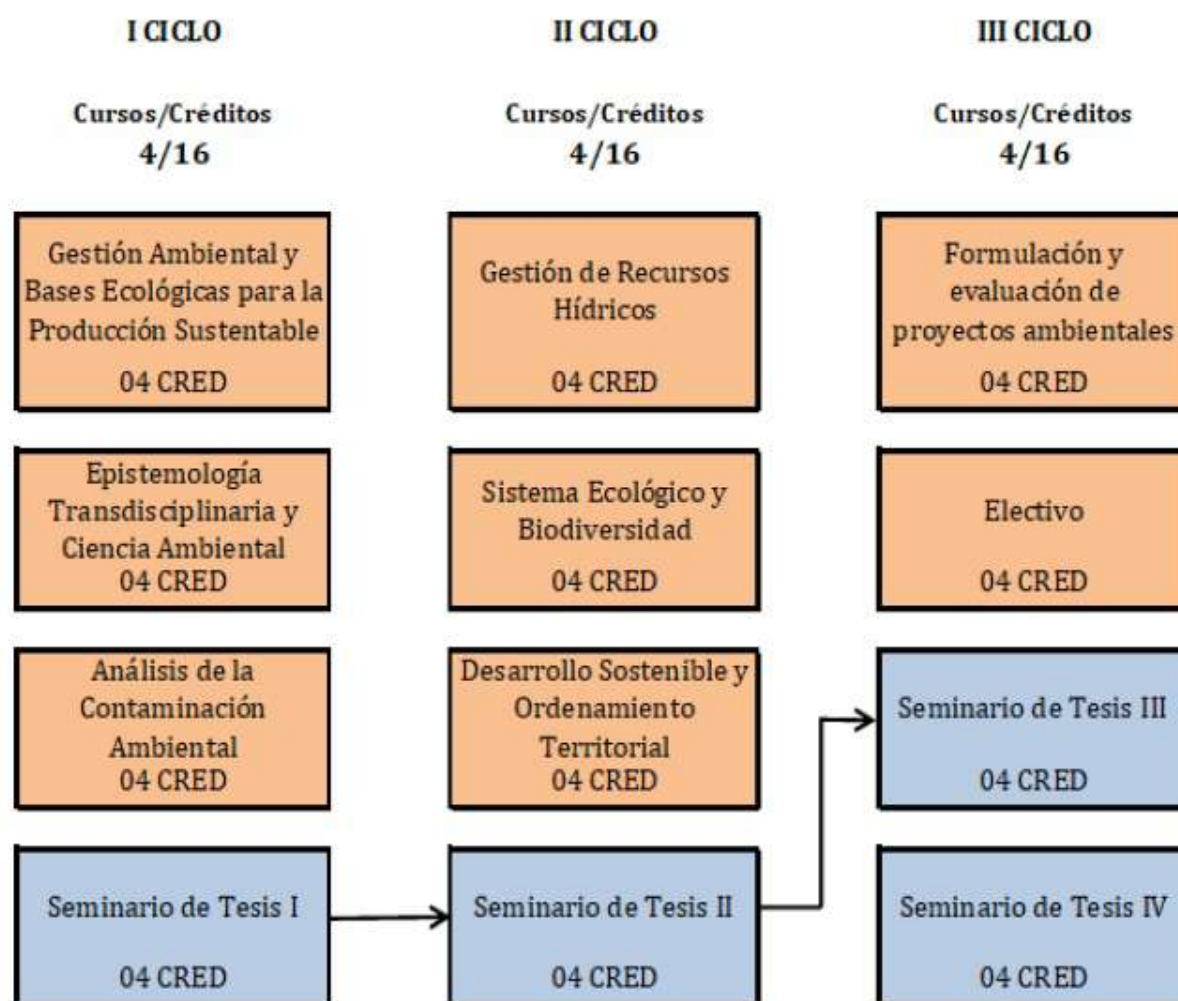 I CICLO
II CICLO
III CICLO
Cursos/Créditos
4/16
Cursos/Créditos
4/16
Cursos/Créditos
4/16
Gestión Ambiental y
Bases Ecológicas para la
Producción Sustentable
04 CRED
Gestión de Recursos
Hídricos
04 CRED
Formulación y
evaluación de
proyectos ambientales
04 CRED
Epistemología
Transdisciplinaria y
Ciencia Ambiental
04 CRED
Sistema Ecológico y
Biodiversidad
04 CRED
Electivo
04 CRED
Análisis de la
Contaminación
Ambiental
04 CRED
Desarrollo Sostenible y
Ordenamiento
Territorial
04 CRED
Seminario de Tesis III
04 CRED
Seminario de Tesis I
04 CRED
Seminario de Tesis II
04 CRED
Seminario de Tesis IV
04 CRED